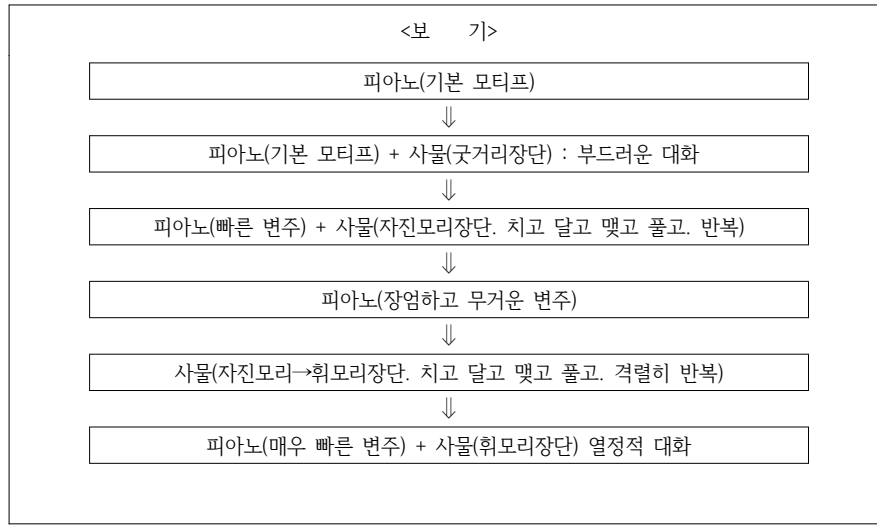 <보 기>
피아노(기본 모티프)
⇓
피아노(기본 모티프) + 사물(굿거리장단) : 부드러운 대화
⇓
피아노(빠른 변주) + 사물(자진모리장단. 치고 달고 맺고 풀고. 반복)
⇓
피아노(장엄하고 무거운 변주)
⇓
사물(자진모리→휘모리장단. 치고 달고 맺고 풀고. 격렬히 반복)
⇓
피아노(매우 빠른 변주) + 사물(휘모리장단) 열정적 대화